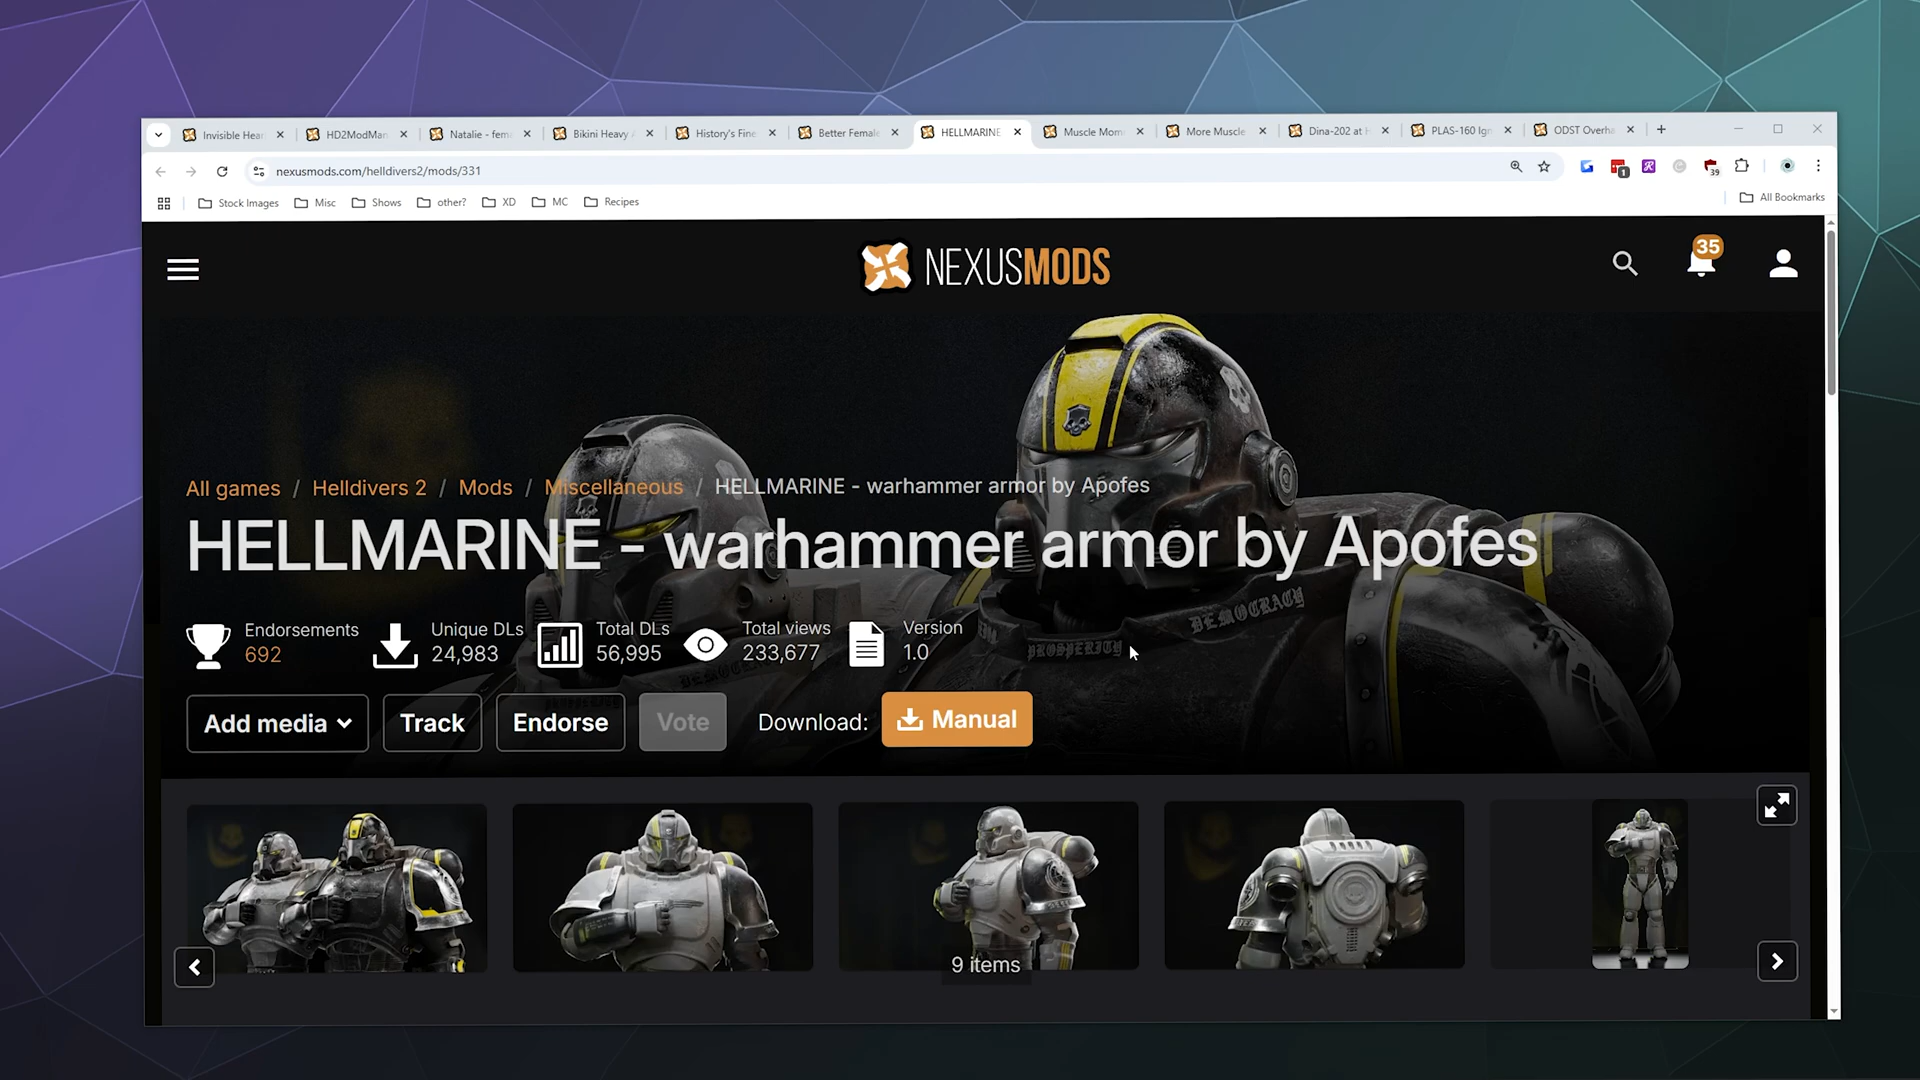 Invisible Hear
HD2ModMan
Natalie - fem
Bikini Heavy
History's Fine
Better Female
HELLMARINE
Muscle Mom
More Muscle
Dina-202 at
PLAS-160 Ign
ODST Overha
nexusmods.com/helldivers2/mods/331
1
39
Stock Images
Misc
Shows
other?
XD
MC
Recipes
All Bookmarks
NEXUSMODS
35
All games / Helldivers 2 / Mods / Miscellaneous / HELLMARINE - warhammer armor by Apofes
HELLMARINE - warhammer armor by Apofes
DEMOCRACY
PROSPERITY
Endorsements
692
Unique DLs
24,983
Total DLs
56,995
Total views
233,677
Version
1.0
Add media
Track
Endorse
Vote
Download:
Manual
9 items